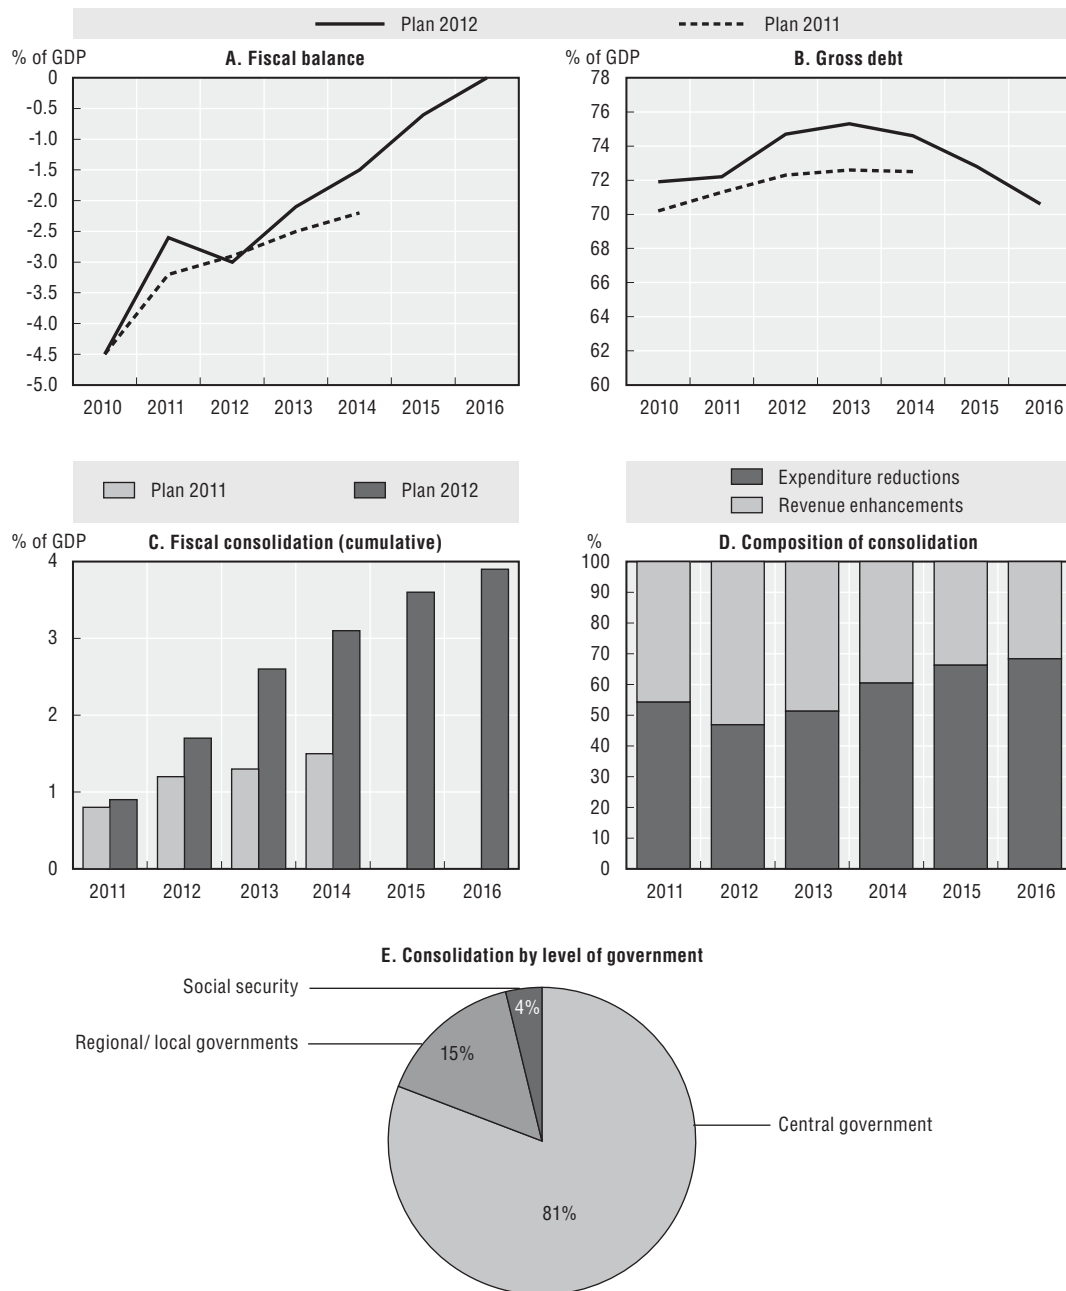 Plan 2012 Plan 2011
% of GDP A. Fiscal balance
0
-0.5
-1.0
-1.5
-2.0
-2.5
-3.0
-3.5
-4.0
-4.5
-5.0
2010 2011 2012 2013 2014 2015 2016
% of GDP B. Gross debt
78
76
74
72
70
68
66
64
62
60
2010 2011 2012 2013 2014 2015 2016
Plan 2011 Plan 2012
% of GDP C. Fiscal consolidation (cumulative)
4
3
2
1
0
2011 2012 2013 2014 2015 2016
Expenditure reductions
Revenue enhancements
% D. Composition of consolidation
100
90
80
70
60
50
40
30
20
10
0
2011 2012 2013 2014 2015 2016
E. Consolidation by level of government
Social security
4%
Regional/ local governments
15%
Central government
81%